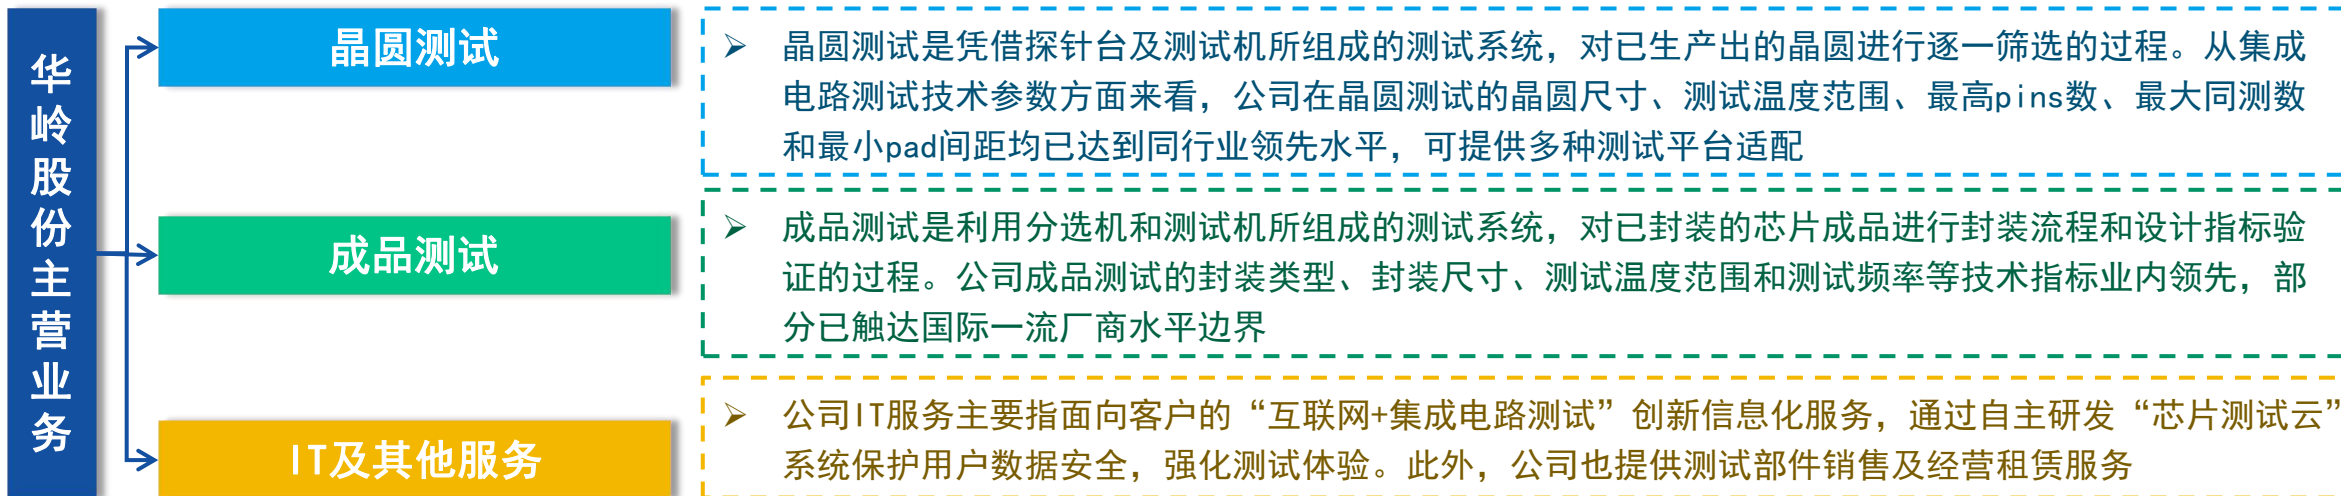 华岭股份主营业务
晶圆测试
➢ 晶圆测试是凭借探针台及测试机所组成的测试系统，对已生产出的晶圆进行逐一筛选的过程。从集成
电路测试技术参数方面来看，公司在晶圆测试的晶圆尺寸、测试温度范围、最高pins数、最大同测数
和最小pad间距均已达到同行业领先水平，可提供多种测试平台适配
成品测试
➢ 成品测试是利用分选机和测试机所组成的测试系统，对已封装的芯片成品进行封装流程和设计指标验
证的过程。公司成品测试的封装类型、封装尺寸、测试温度范围和测试频率等技术指标业内领先，部
分已触达国际一流厂商水平边界
IT及其他服务
➢ 公司IT服务主要指面向客户的“互联网+集成电路测试”创新信息化服务，通过自主研发“芯片测试云”
系统保护用户数据安全，强化测试体验。此外，公司也提供测试部件销售及经营租赁服务